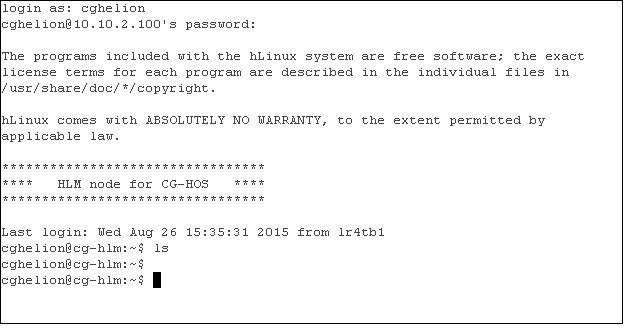 login as: cghelion
cghelion@10.10.2.100's password:
The programs included with the hLinux system are free software; the exact
license terms for each program are described in the individual files in
/usr/share/doc/*/copyright.
hLinux comes with ABSOLUTELY NO WARRANTY, to the extent permitted by
applicable law.
*********************************
****   HLM node for CG-HOS   ****
*********************************
Last login: Wed Aug 26 15:35:31 2015 from lr4tb1
cghelion@cg-hlm:~$ ls
cghelion@cg-hlm:~$
cghelion@cg-hlm:~$